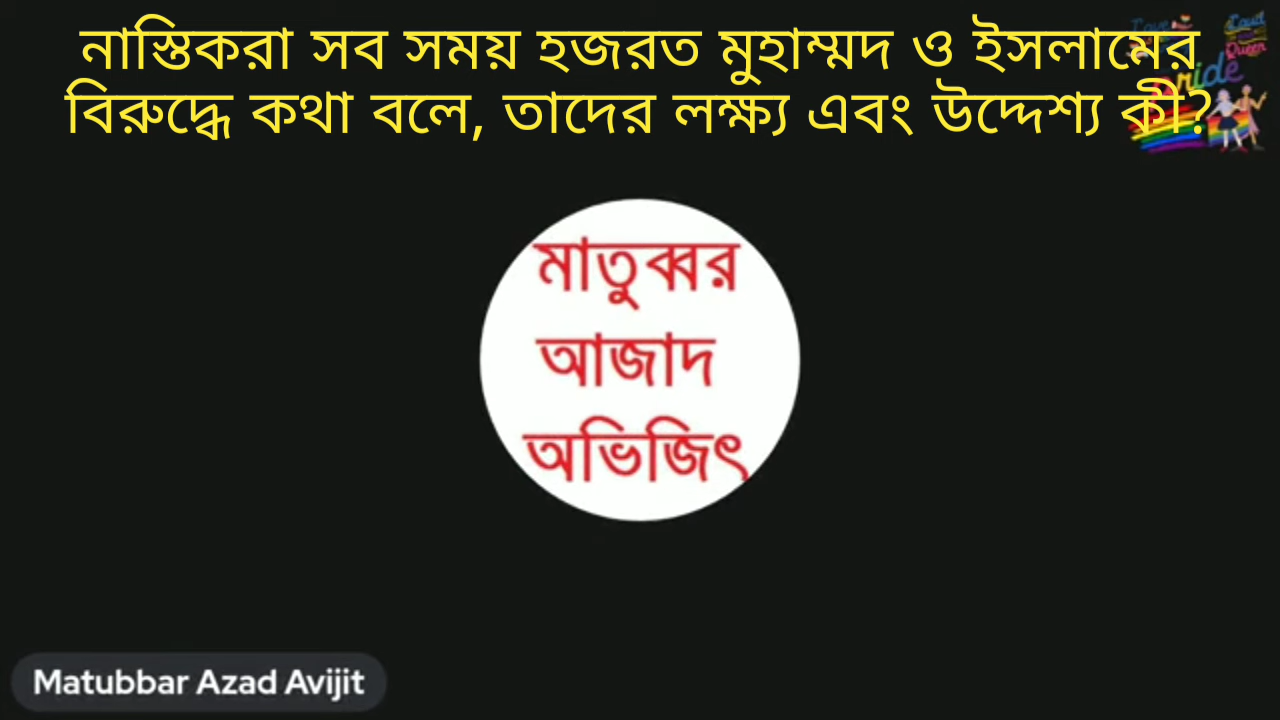 নাস্তিকরা সব সময় হজরত মুহাম্মদ ও ইসলামের
বিরুদ্ধে কথা বলে, তাদের লক্ষ্য এবং উদ্দেশ্য কী?
মাতুব্বর
আজাদ
অভিজিৎ
Matubbar Azad Avijit